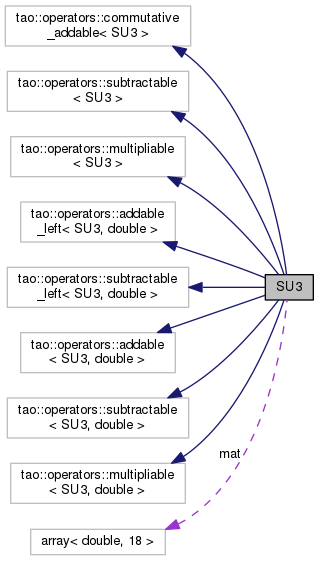 tao::operators::commutative
_addable< SU3 >
tao::operators::subtractable
< SU3 >
tao::operators::multipliable
< SU3 >
tao::operators::addable
_left< SU3, double >
tao::operators::subtractable
_left< SU3, double >
SU3
tao::operators::addable
< SU3, double >
tao::operators::subtractable
< SU3, double >
tao::operators::multipliable
< SU3, double >
mat
array< double, 18 >